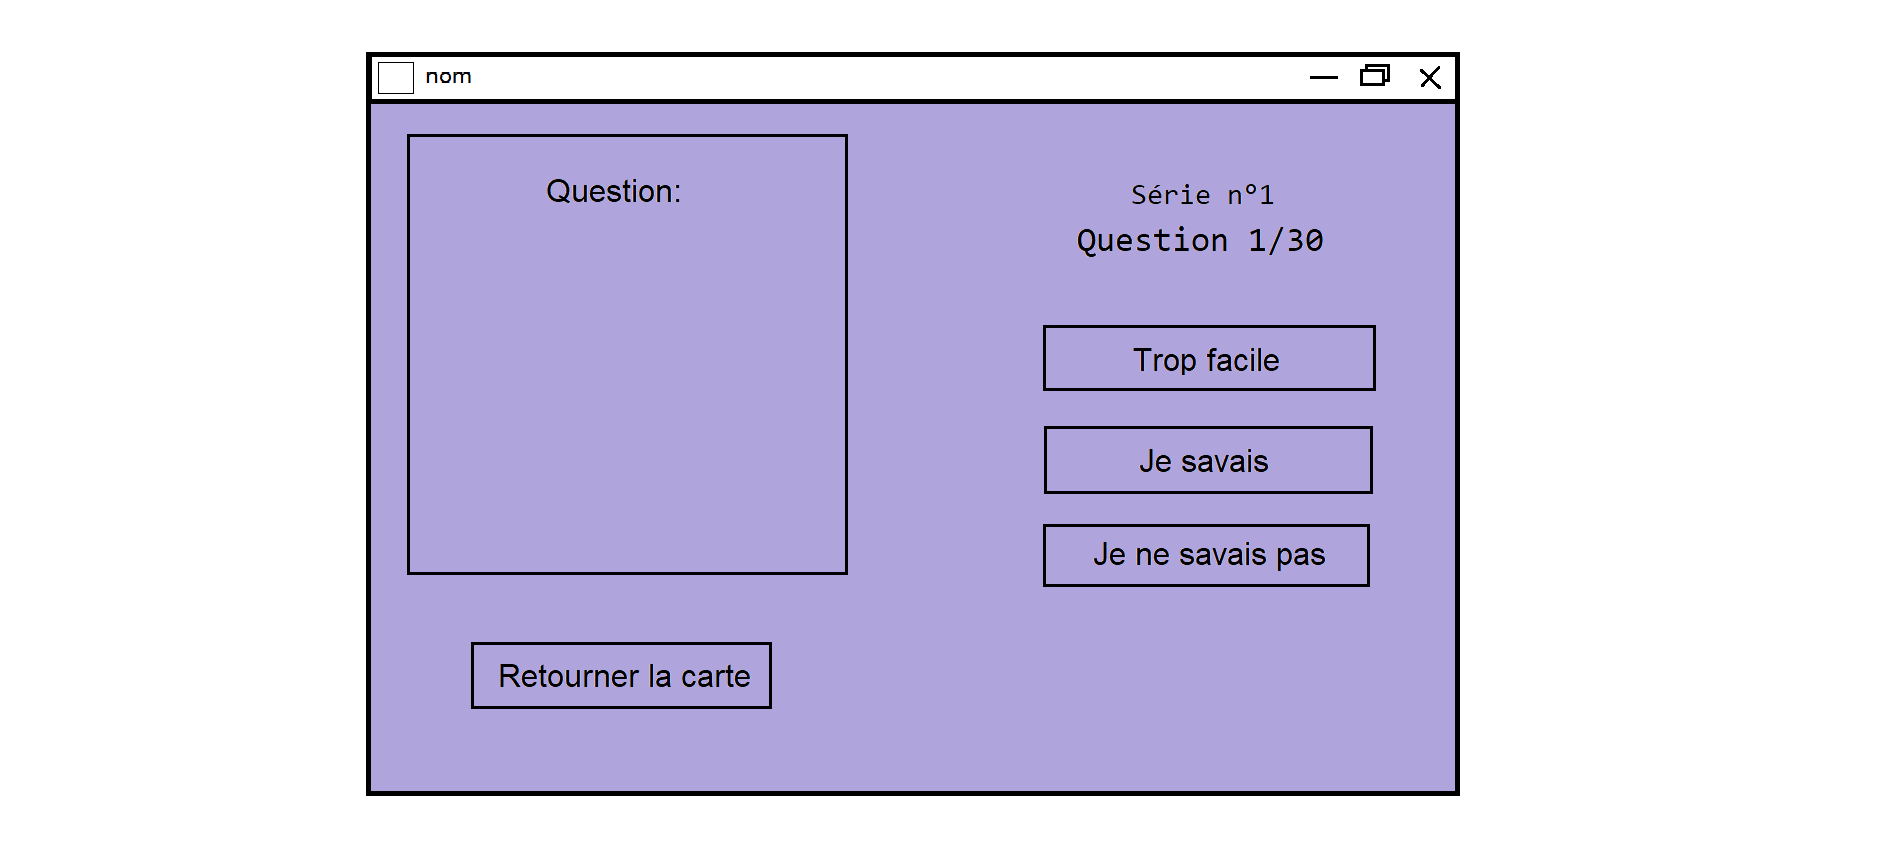 nom
Question:
Retourner la carte
Série n°1
Question 1/30
Trop facile
Je savais
Je ne savais pas